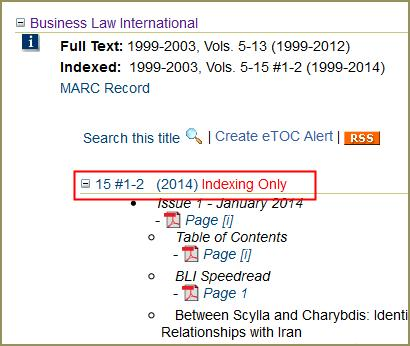 Business Law International
i
Full Text: 1999-2003, Vols. 5-13 (1999-2012)
Indexed: 1999-2003, Vols. 5-15 #1-2 (1999-2014)
MARC Record
Search this title | Create eTOC Alert | RSS
15 #1-2 (2014) Indexing Only
Issue 1 - January 2014
- Page [i]
Table of Contents
- Page [i]
BLI Speedread
- Page 1
Between Scylla and Charybdis: Identi
Relationships with Iran